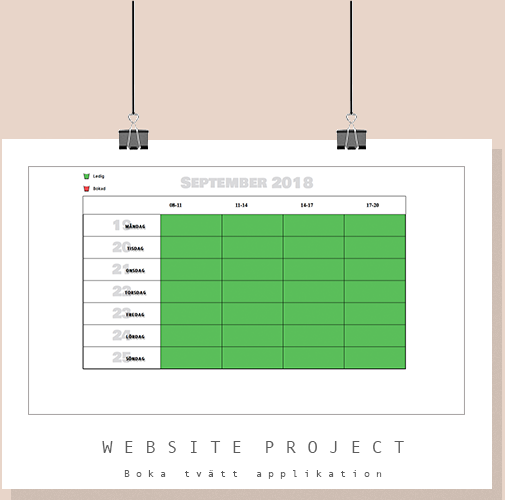 Ledig
Bokad
SEPTEMBER 2018
08-11 11-14 14-17 17-20
19 MÅNDAG
20 TISDAG
21 ONSDAG
22 TORSDAG
23 FREDAG
24 LÖRDAG
25 SÖNDAG
WEBSITE PROJECT
Boka tvätt applikation